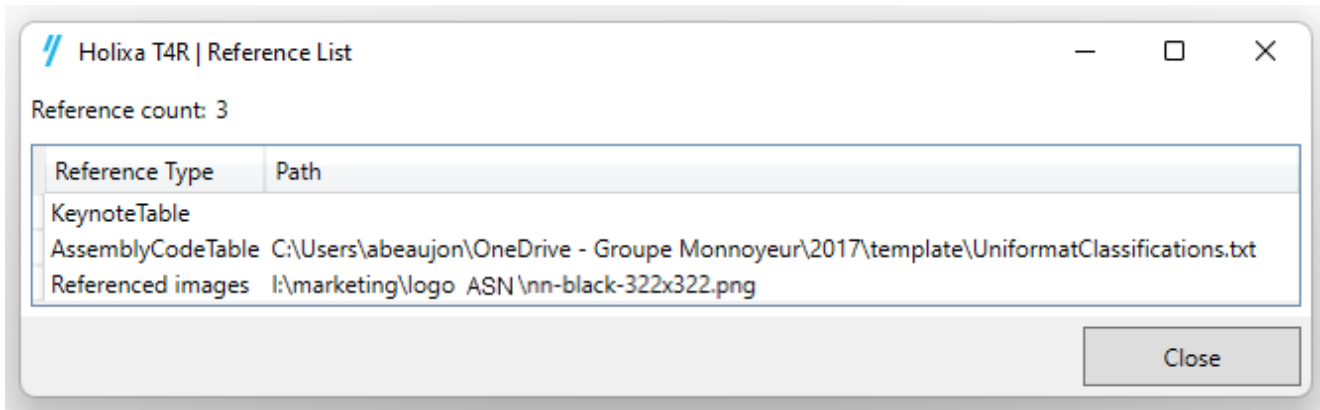 Holixa T4R | Reference List
Reference count: 3
Reference Type Path
KeynoteTable
AssemblyCodeTable C:\Users\abeaujon\OneDrive - Groupe Monnoyeur\2017\template\UniformatClassifications.txt
Referenced images I:\marketing\logo ASN \nn-black-322x322.png
Close